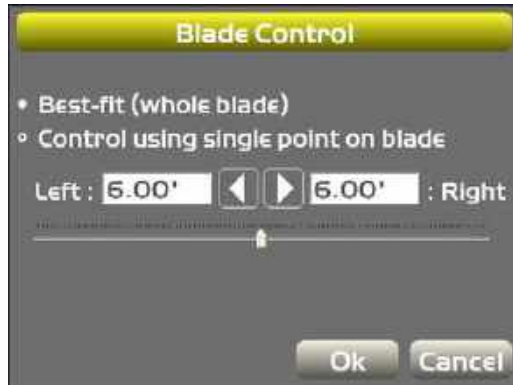 Blade Control
Best-fit (whole blade)
Control using single point on blade
Left : 6.00' 6.00' : Right
Ok Cancel